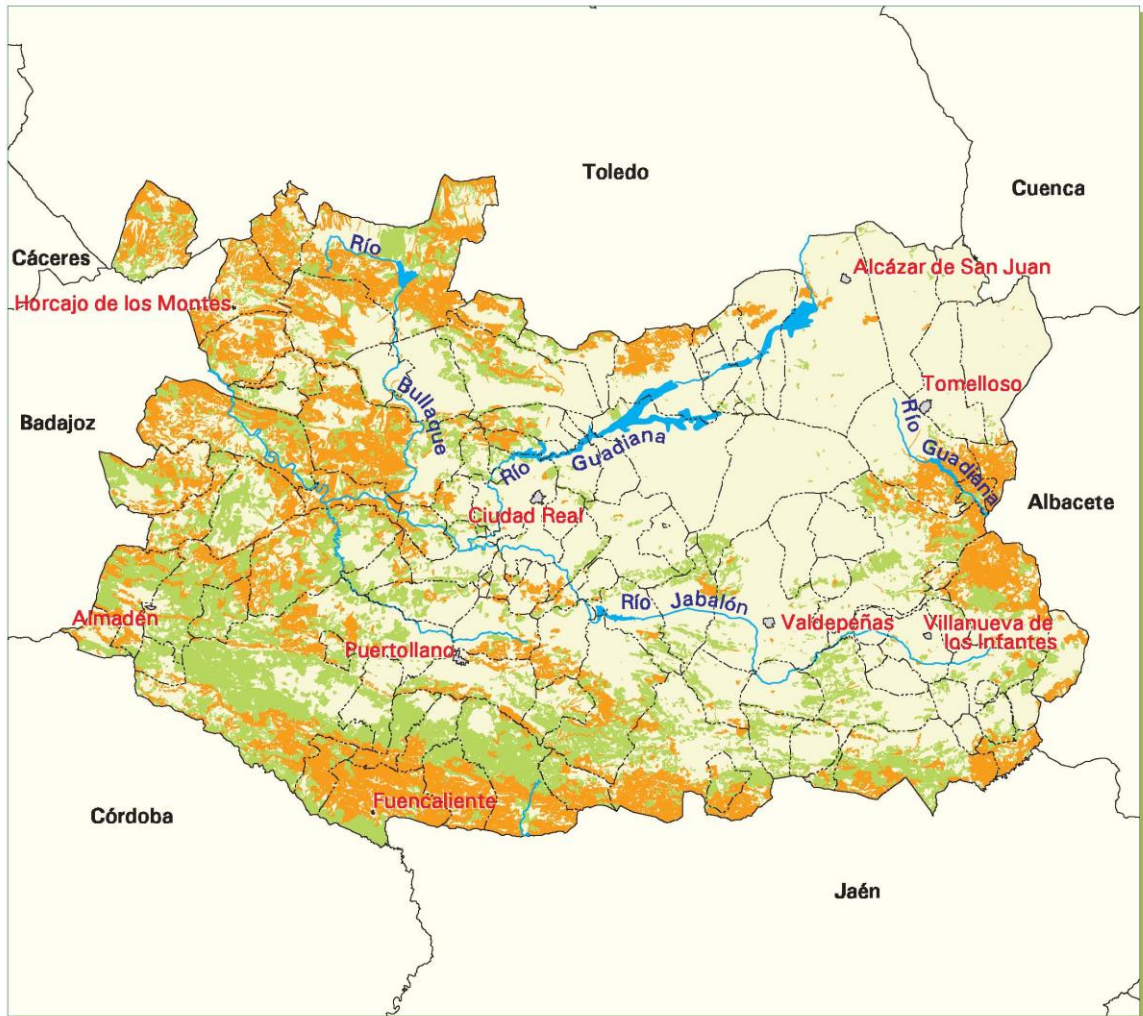 Toledo
Cuenca
Cáceres
Río
Alcázar de San Juan
Horcajo de los Montes
Bullaque
Tomelloso
Badajoz
Río
Guadiana
Río
Guadiana
Albacete
Ciudad Real
Almadén
Río
Jabalón
Valdepeñas
Villanueva de
los Infantes
Puertollano
Fuencaliente
Córdoba
Jaén